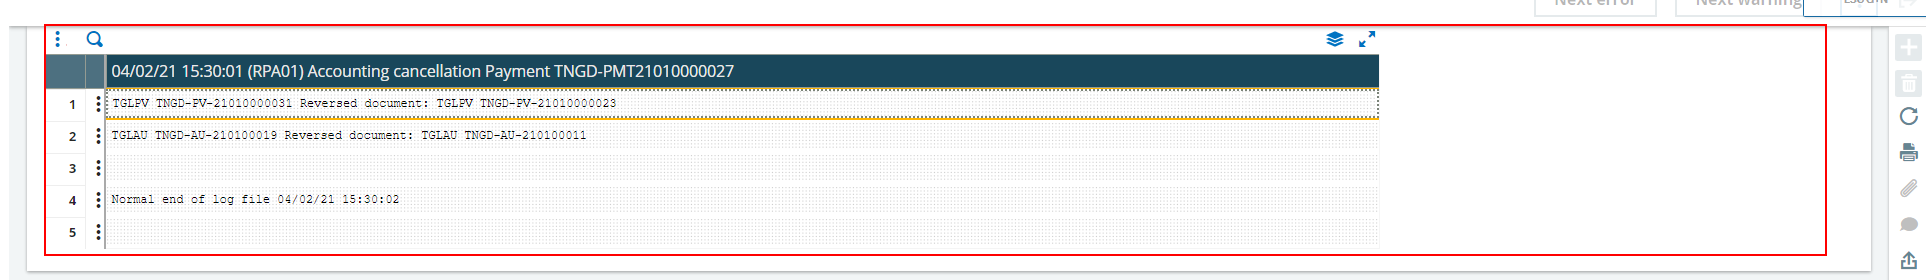 Next error Next warning
04/02/21 15:30:01 (RPA01) Accounting cancellation Payment TNGD-PMT21010000027
1 TGLPV TNGD-PV-21010000031 Reversed document: TGLPV TNGD-PV-21010000023
2 TGLAU TNGD-AU-210100019 Reversed document: TGLAU TNGD-AU-210100011
3
4 Normal end of log file 04/02/21 15:30:02
5